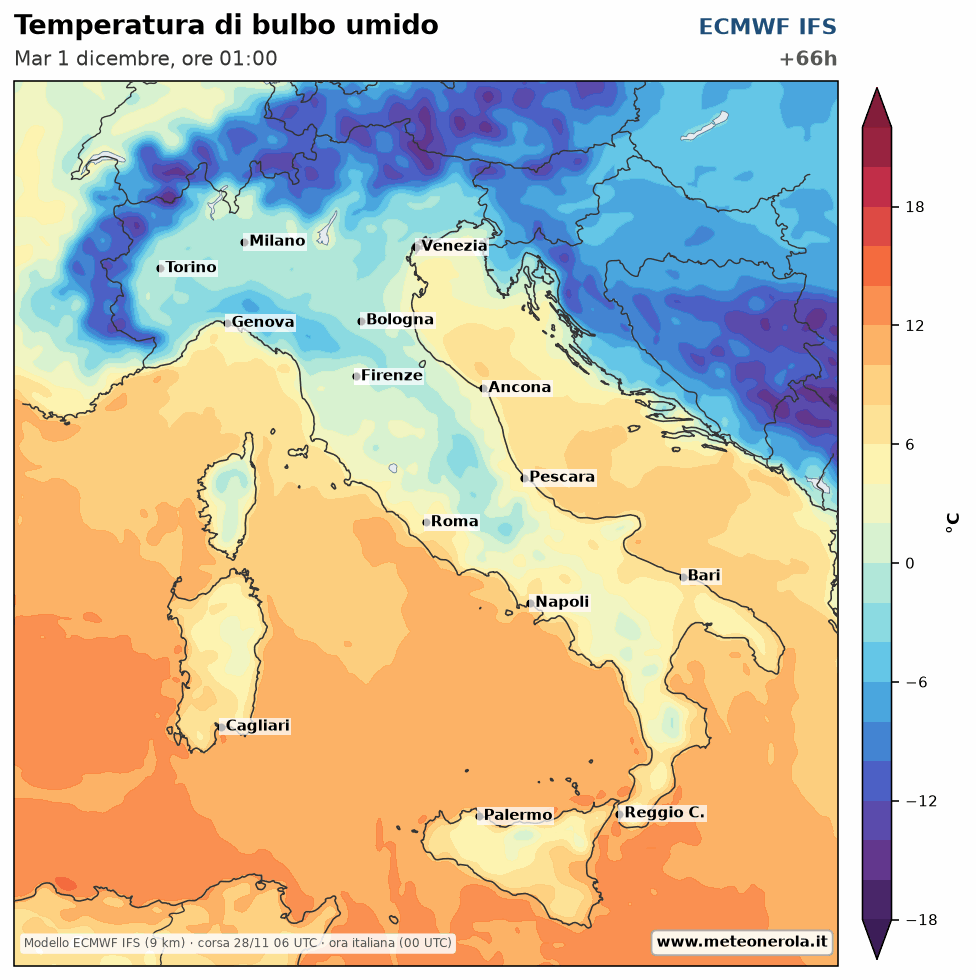 Temperatura di bulbo umido
ECMWF IFS
Mar 1 dicembre, ore 01:00
+66h
Milano
Venezia
Torino
Genova
Bologna
Firenze
Ancona
Pescara
Roma
Bari
Napoli
Cagliari
Palermo
Reggio C.
18
12
6
0
−6
−12
−18
°C
Modello ECMWF IFS (9 km) · corsa 28/11 06 UTC · ora italiana (00 UTC)
www.meteonerola.it